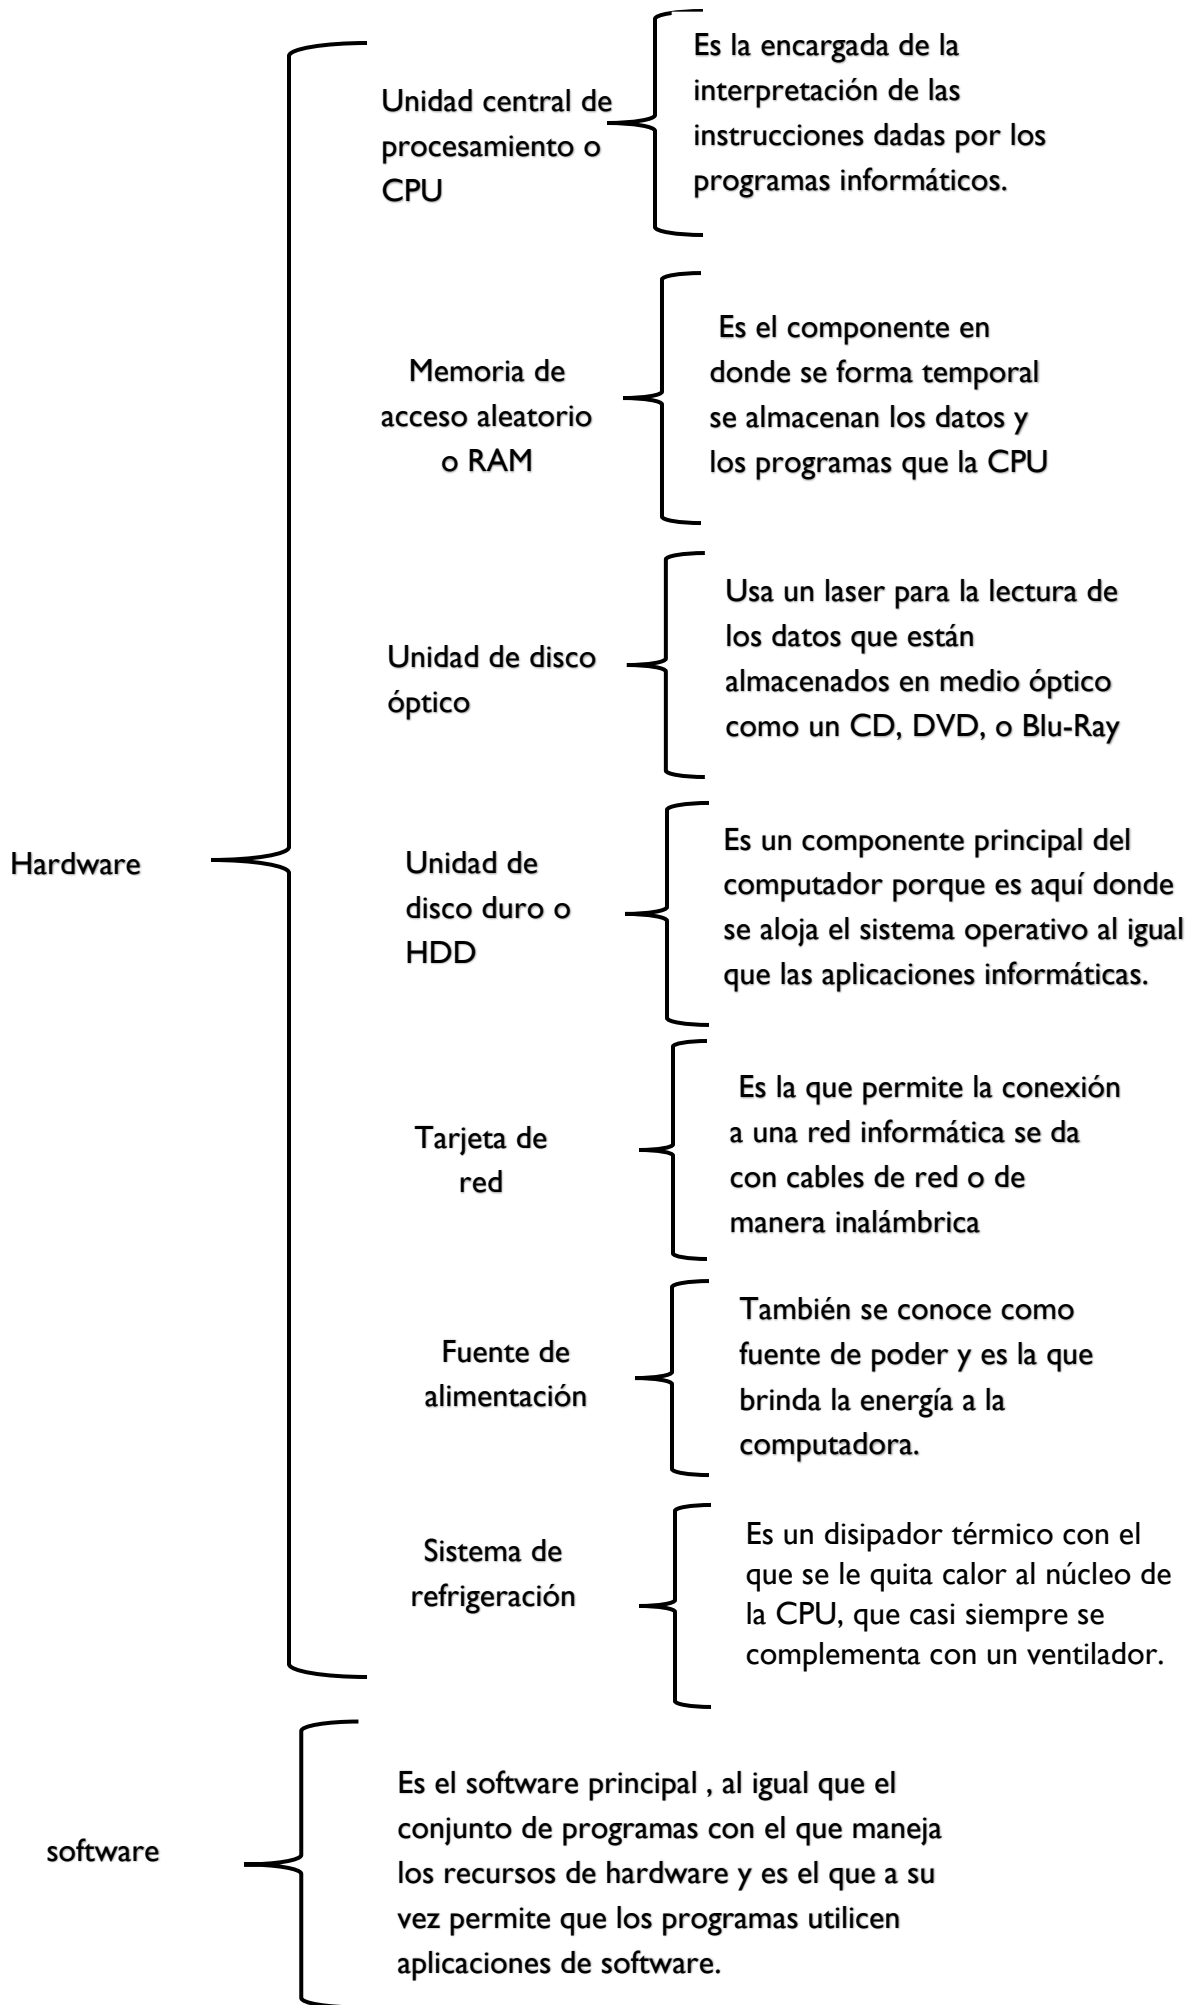 Hardware
Unidad central de
procesamiento o
CPU
Es la encargada de la
interpretación de las
instrucciones dadas por los
programas informáticos.
Memoria de
acceso aleatorio
o RAM
Es el componente en
donde se forma temporal
se almacenan los datos y
los programas que la CPU
Unidad de disco
óptico
Usa un laser para la lectura de
los datos que están
almacenados en medio óptico
como un CD, DVD, o Blu-Ray
Unidad de
disco duro o
HDD
Es un componente principal del
computador porque es aquí donde
se aloja el sistema operativo al igual
que las aplicaciones informáticas.
Tarjeta de
red
Es la que permite la conexión
a una red informática se da
con cables de red o de
manera inalámbrica
Fuente de
alimentación
También se conoce como
fuente de poder y es la que
brinda la energía a la
computadora.
Sistema de
refrigeración
Es un disipador térmico con el
que se le quita calor al núcleo de
la CPU, que casi siempre se
complementa con un ventilador.
software
Es el software principal , al igual que el
conjunto de programas con el que maneja
los recursos de hardware y es el que a su
vez permite que los programas utilicen
aplicaciones de software.